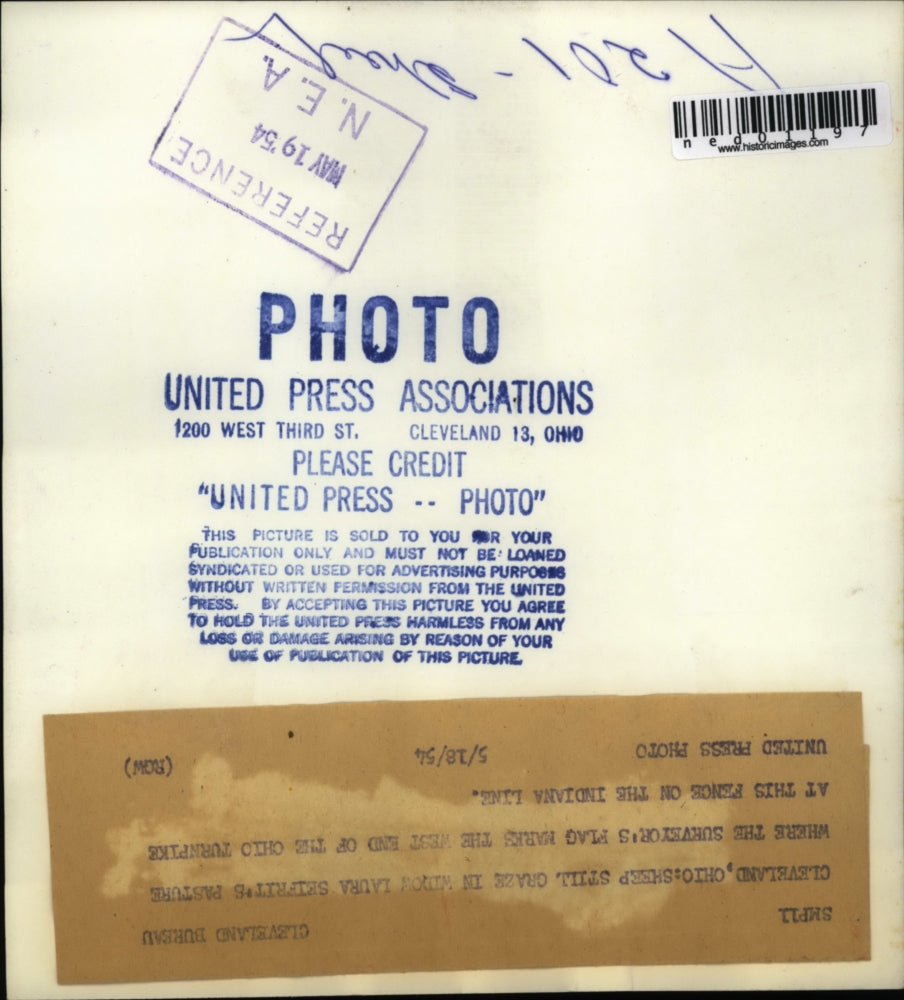 H 201 -
REFERENCE
MAY 19 '54
N. E. A.
ned01197
www.historicimages.com
PHOTO
UNITED PRESS ASSOCIATIONS
1200 WEST THIRD ST. CLEVELAND 13, OHIO
PLEASE CREDIT
"UNITED PRESS -- PHOTO"
THIS PICTURE IS SOLD TO YOU FOR YOUR
PUBLICATION ONLY AND MUST NOT BE LOANED
SYNDICATED OR USED FOR ADVERTISING PURPOSES
WITHOUT WRITTEN PERMISSION FROM THE UNITED
PRESS. BY ACCEPTING THIS PICTURE YOU AGREE
TO HOLD THE UNITED PRESS HARMLESS FROM ANY
LOSS OR DAMAGE ARISING BY REASON OF YOUR
USE OF PUBLICATION OF THIS PICTURE.
SMP11 CLEVELAND BUREAU
CLEVELAND, OHIO:SHEEP STILL GRAZE IN WIDOW LAURA SEIFRIT'S PASTURE
WHERE THE SURVEYOR'S FLAG MARKS THE WEST END OF THE OHIO TURNPIKE
AT THIS FENCE ON THE INDIANA LINE.
UNITED PRESS PHOTO 5/18/54 (RGW)